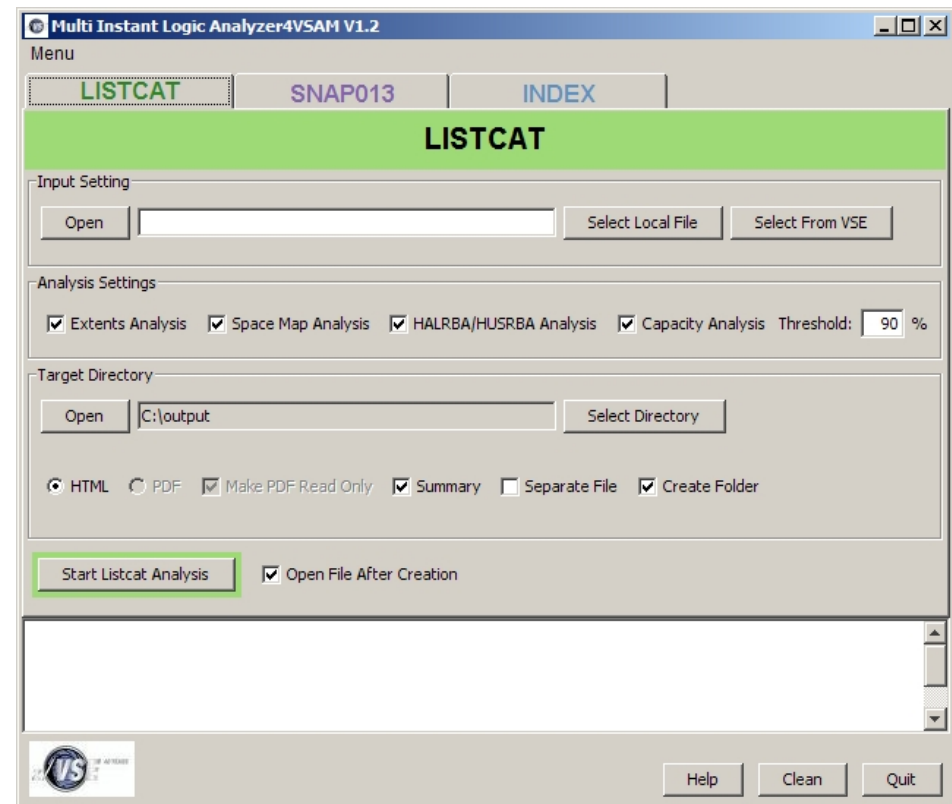 Multi Instant Logic Analyzer4VSAM V1.2
Menu
LISTCAT SNAP013 INDEX
LISTCAT
Input Setting
Open Select Local File Select From VSE
Analysis Settings
Extents Analysis Space Map Analysis HALRBA/HUSRBA Analysis Capacity Analysis Threshold: 90 %
Target Directory
Open C:\output Select Directory
HTML PDF Make PDF Read Only Summary Separate File Create Folder
Start Listcat Analysis Open File After Creation
VS
Help Clean Quit